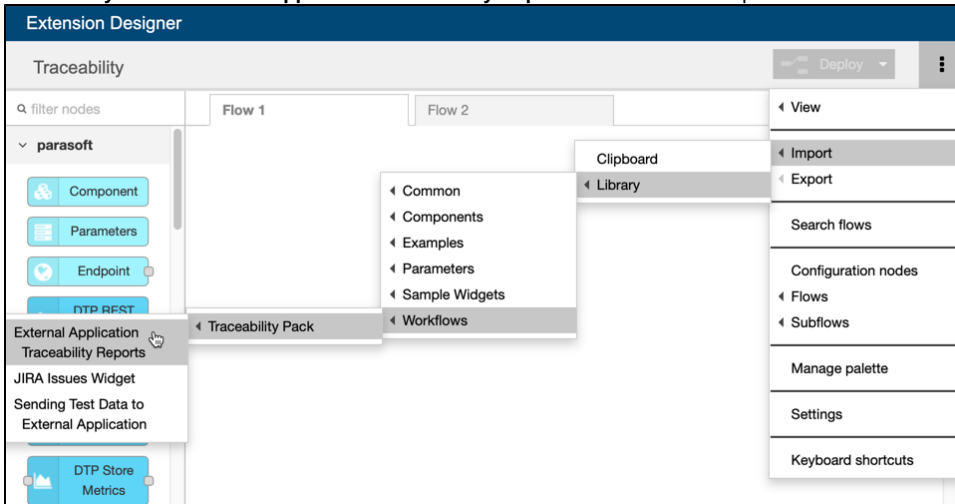 Extension Designer
Traceability
Deploy
filter nodes
Flow 1
Flow 2
View
parasoft
Clipboard
Import
Library
Export
Component
Common
Components
Search flows
Parameters
Examples
Endpoint
Parameters
Configuration nodes
Sample Widgets
Flows
DTP REST
Workflows
Subflows
External Application
Traceability Reports
Traceability Pack
JIRA Issues Widget
Manage palette
Sending Test Data to
External Application
Settings
Keyboard shortcuts
DTP Store
Metrics